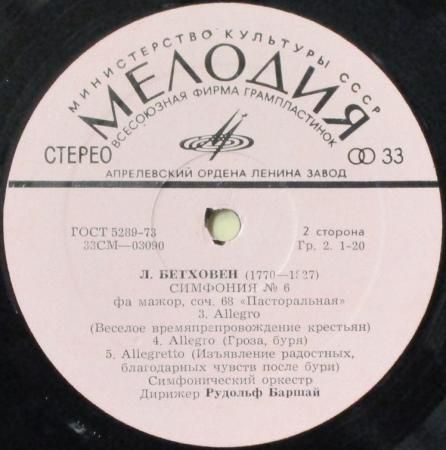 МИНИСТЕРСТВО КУЛЬТУРЫ СССР
МЕЛОДИЯ
ВСЕСОЮЗНАЯ ФИРМА ГРАМПЛАСТИНОК
СТЕРЕО 33
АПРЕЛЕВСКИЙ ОРДЕНА ЛЕНИНА ЗАВОД
ГОСТ 5289-73 2 сторона
33СМ—03090 Гр. 2. 1-20
Л. БЕТХОВЕН (1770—1827)
СИМФОНИЯ № 6
фа мажор, соч. 68 «Пасторальная»
3. Allegro
(Веселое времяпрепровождение крестьян)
4. Allegro (Гроза, буря)
5. Allegretto (Изъявление радостных,
благодарных чувств после бури)
Симфонический оркестр
Дирижер Рудольф Баршай